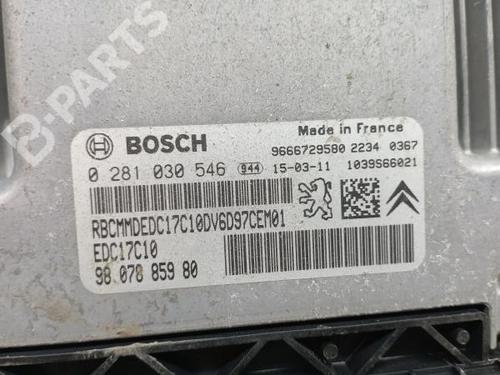 B-PARTS
BOSCH
Made in France
9666729580 2234 0367
0 281 030 546 944 15-03-11 1039S66021
RBCMMDEDC17C10DV6D97CEM01
EDC17C10
98 078 859 80